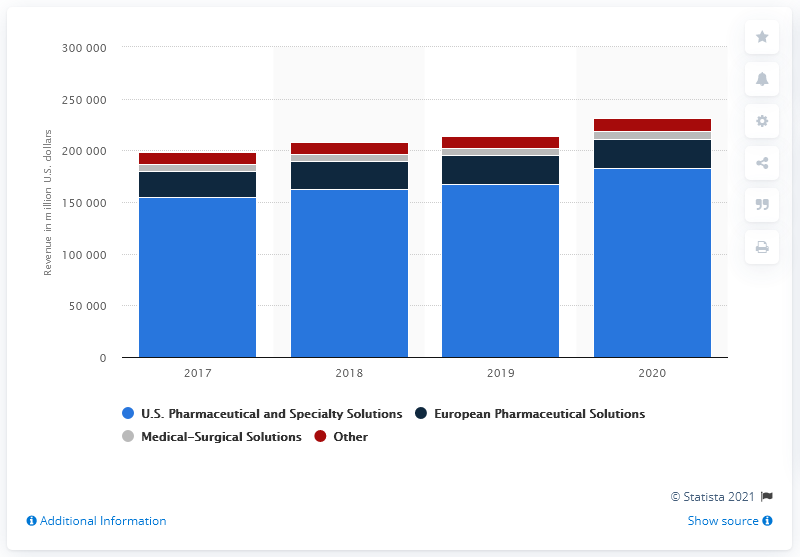 300 000
250 000
200 000
150 000
100 000
50 000
0
Revenue in million U.S. dollars
2017 2018 2019 2020
U.S. Pharmaceutical and Specialty Solutions European Pharmaceutical Solutions
Medical-Surgical Solutions Other
© Statista 2021
Additional Information Show source